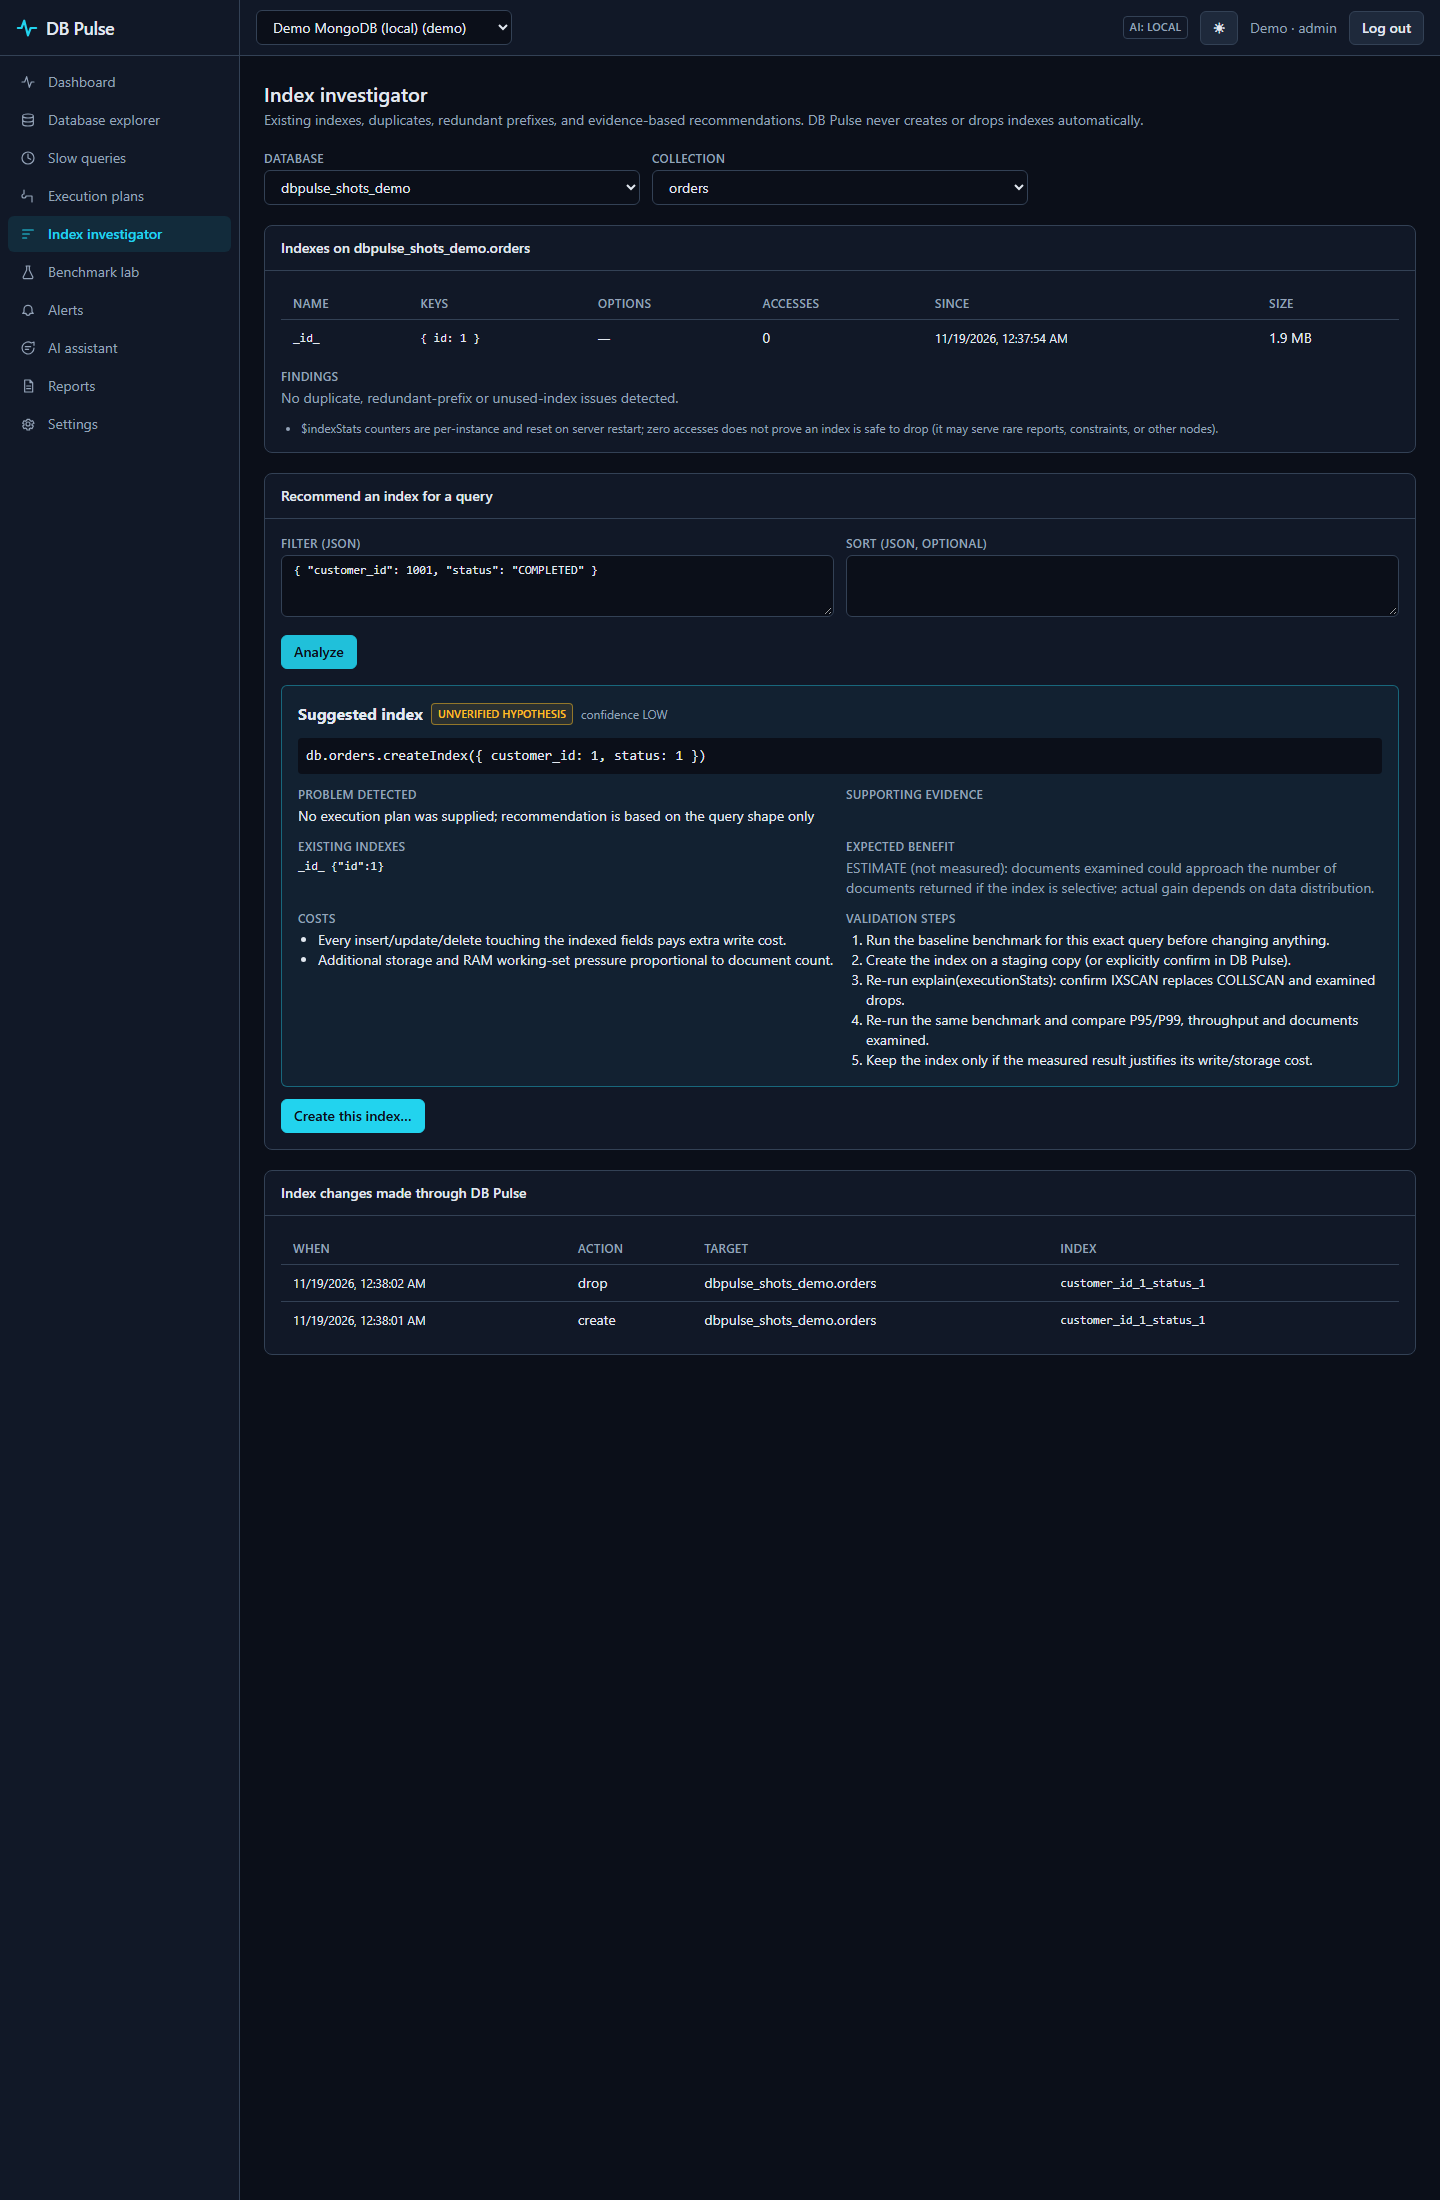 DB Pulse
Demo MongoDB (local) (demo)
AI: LOCAL
Demo · admin
Log out
Dashboard
Database explorer
Slow queries
Execution plans
Index investigator
Benchmark lab
Alerts
AI assistant
Reports
Settings
Index investigator
Existing indexes, duplicates, redundant prefixes, and evidence-based recommendations. DB Pulse never creates or drops indexes automatically.
DATABASE COLLECTION
dbpulse_shots_demo orders
Indexes on dbpulse_shots_demo.orders
NAME KEYS OPTIONS ACCESSES SINCE SIZE
_id_ { id: 1 } — 0 11/19/2026, 12:37:54 AM 1.9 MB
FINDINGS
No duplicate, redundant-prefix or unused-index issues detected.
• $indexStats counters are per-instance and reset on server restart; zero accesses does not prove an index is safe to drop (it may serve rare reports, constraints, or other nodes).
Recommend an index for a query
FILTER (JSON) SORT (JSON, OPTIONAL)
{ "customer_id": 1001, "status": "COMPLETED" }
Analyze
Suggested index UNVERIFIED HYPOTHESIS confidence LOW
db.orders.createIndex({ customer_id: 1, status: 1 })
PROBLEM DETECTED
No execution plan was supplied; recommendation is based on the query shape only
SUPPORTING EVIDENCE
EXISTING INDEXES
_id_ {"id":1}
EXPECTED BENEFIT
ESTIMATE (not measured): documents examined could approach the number of
documents returned if the index is selective; actual gain depends on data distribution.
COSTS
• Every insert/update/delete touching the indexed fields pays extra write cost.
• Additional storage and RAM working-set pressure proportional to document count.
VALIDATION STEPS
1. Run the baseline benchmark for this exact query before changing anything.
2. Create the index on a staging copy (or explicitly confirm in DB Pulse).
3. Re-run explain(executionStats): confirm IXSCAN replaces COLLSCAN and examined
drops.
4. Re-run the same benchmark and compare P95/P99, throughput and documents
examined.
5. Keep the index only if the measured result justifies its write/storage cost.
Create this index...
Index changes made through DB Pulse
WHEN ACTION TARGET INDEX
11/19/2026, 12:38:02 AM drop dbpulse_shots_demo.orders customer_id_1_status_1
11/19/2026, 12:38:01 AM create dbpulse_shots_demo.orders customer_id_1_status_1